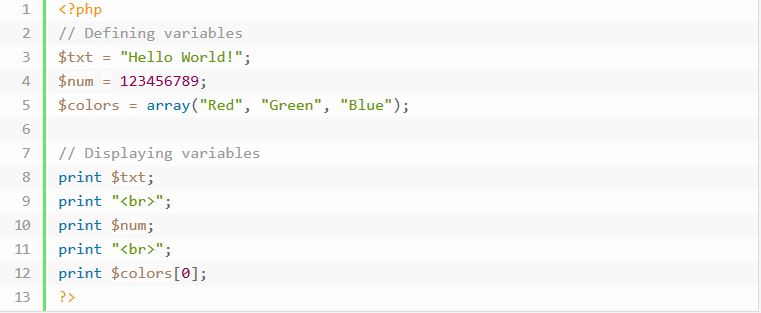 1 <?php
2 // Defining variables
3 $txt = "Hello World!";
4 $num = 123456789;
5 $colors = array("Red", "Green", "Blue");
6
7 // Displaying variables
8 print $txt;
9 print "<br>";
10 print $num;
11 print "<br>";
12 print $colors[0];
13 ?>